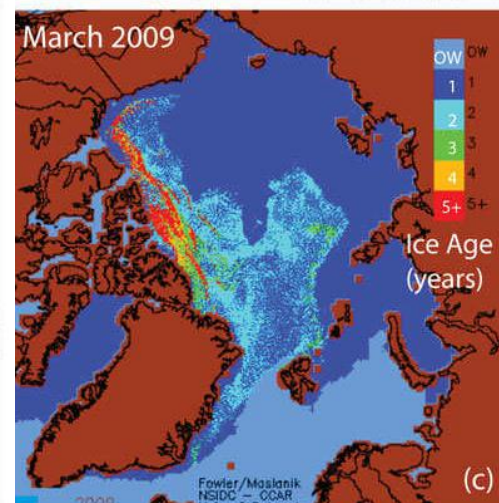 March 2009
OW OW
1 1
2 2
3 3
4 4
5+ 5+
Ice Age
(years)
Fowler/Maslanik
NSIDC – CCAR
(c)